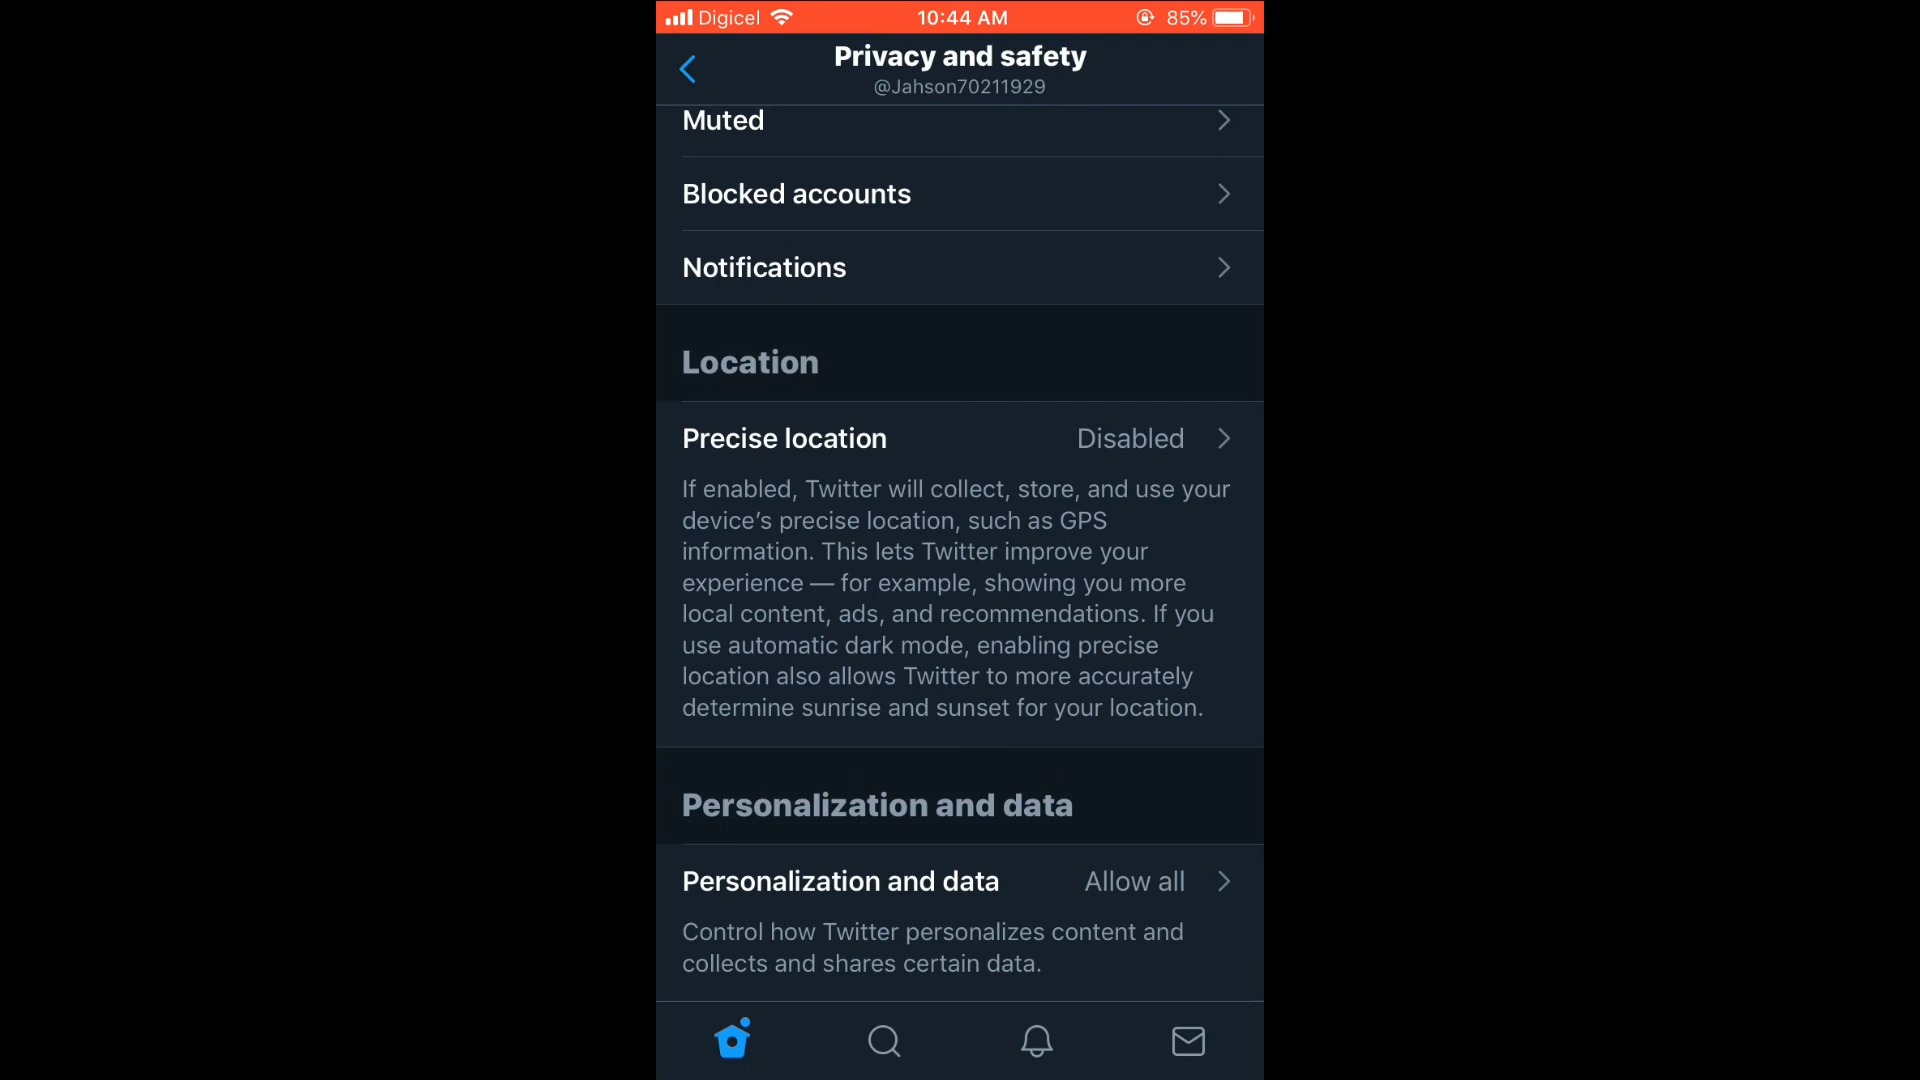 Digicel 10:44 AM 85%
Privacy and safety
@Jahson70211929
Muted
Blocked accounts
Notifications
Location
Precise location Disabled
If enabled, Twitter will collect, store, and use your
device’s precise location, such as GPS
information. This lets Twitter improve your
experience — for example, showing you more
local content, ads, and recommendations. If you
use automatic dark mode, enabling precise
location also allows Twitter to more accurately
determine sunrise and sunset for your location.
Personalization and data
Personalization and data Allow all
Control how Twitter personalizes content and
collects and shares certain data.